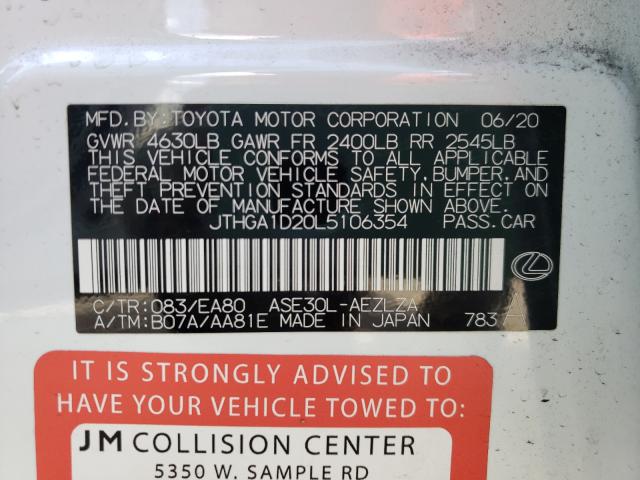 MFD.BY:TOYOTA MOTOR CORPORATION 06/20
GVWR 4630LB GAWR FR 2400LB RR 2545LB
THIS VEHICLE CONFORMS TO ALL APPLICABLE
FEDERAL MOTOR VEHICLE SAFETY,BUMPER,AND
THEFT PREVENTION STANDARDS IN EFFECT ON
THE DATE OF MANUFACTURE SHOWN ABOVE.
JTHGA1D20L5106354 PASS.CAR
C/TR:083/EA80 ASE30L-AEZLZA
A/TM:B07A/AA81E MADE IN JAPAN 783 A
IT IS STRONGLY ADVISED TO
HAVE YOUR VEHICLE TOWED TO:
JM COLLISION CENTER
5350 W. SAMPLE RD